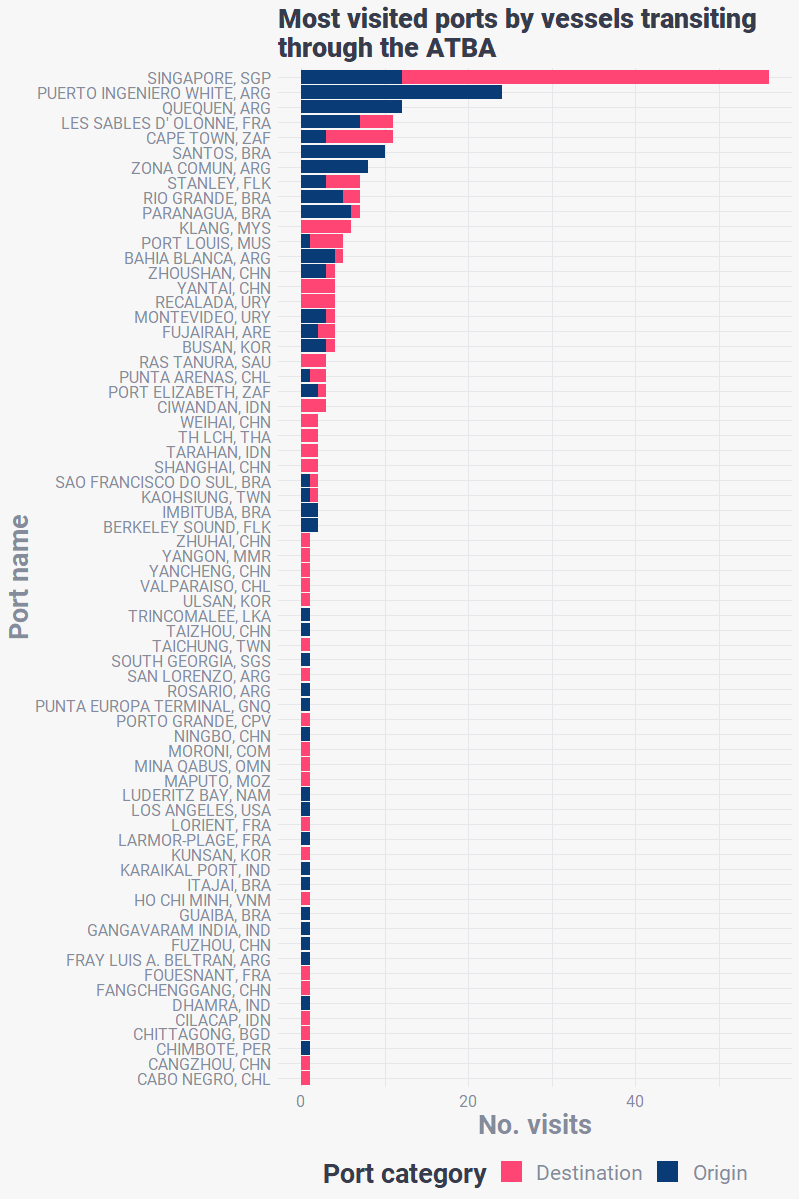 Most visited ports by vessels transiting
through the ATBA
SINGAPORE, SGP
PUERTO INGENIERO WHITE, ARG
QUEQUEN, ARG
LES SABLES D' OLONNE, FRA
CAPE TOWN, ZAF
SANTOS, BRA
ZONA COMUN, ARG
STANLEY, FLK
RIO GRANDE, BRA
PARANAGUA, BRA
KLANG, MYS
PORT LOUIS, MUS
BAHIA BLANCA, ARG
ZHOUSHAN, CHN
YANTAI, CHN
RECALADA, URY
MONTEVIDEO, URY
FUJAIRAH, ARE
BUSAN, KOR
RAS TANURA, SAU
PUNTA ARENAS, CHL
PORT ELIZABETH, ZAF
CIWANDAN, IDN
WEIHAI, CHN
TH LCH, THA
TARAHAN, IDN
SHANGHAI, CHN
SAO FRANCISCO DO SUL, BRA
KAOHSIUNG, TWN
IMBITUBA, BRA
BERKELEY SOUND, FLK
ZHUHAI, CHN
YANGON, MMR
YANCHENG, CHN
VALPARAISO, CHL
ULSAN, KOR
TRINCOMALEE, LKA
TAIZHOU, CHN
TAICHUNG, TWN
SOUTH GEORGIA, SGS
SAN LORENZO, ARG
ROSARIO, ARG
PUNTA EUROPA TERMINAL, GNQ
PORTO GRANDE, CPV
NINGBO, CHN
MORONI, COM
MINA QABUS, OMN
MAPUTO, MOZ
LUDERITZ BAY, NAM
LOS ANGELES, USA
LORIENT, FRA
LARMOR-PLAGE, FRA
KUNSAN, KOR
KARAIKAL PORT, IND
ITAJAI, BRA
HO CHI MINH, VNM
GUAIBA, BRA
GANGAVARAM INDIA, IND
FUZHOU, CHN
FRAY LUIS A. BELTRAN, ARG
FOUESNANT, FRA
FANGCHENGGANG, CHN
DHAMRA, IND
CILACAP, IDN
CHITTAGONG, BGD
CHIMBOTE, PER
CANGZHOU, CHN
CABO NEGRO, CHL
Port name
0 20 40
No. visits
Port category Destination Origin